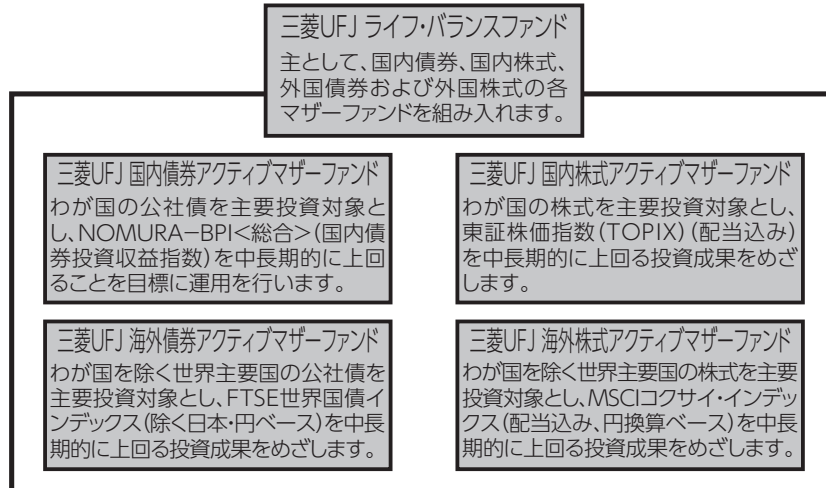 三菱UFJ ライフ・バランスファンド
主として、国内債券、国内株式、
外国債券および外国株式の各
マザーファンドを組み入れます。
三菱UFJ 国内債券アクティブマザーファンド
わが国の公社債を主要投資対象と
し、NOMURA−BPI<総合>(国内債
券投資収益指数)を中長期的に上回
ることを目標に運用を行います。
三菱UFJ 国内株式アクティブマザーファンド
わが国の株式を主要投資対象とし、
東証株価指数(TOPIX)(配当込み)
を中長期的に上回る投資成果をめざ
します。
三菱UFJ 海外債券アクティブマザーファンド
わが国を除く世界主要国の公社債を
主要投資対象とし、FTSE世界国債イ
ンデックス(除く日本・円ベース)を中長
期的に上回る投資成果をめざします。
三菱UFJ 海外株式アクティブマザーファンド
わが国を除く世界主要国の株式を主要
投資対象とし、MSCIコクサイ・インデッ
クス(配当込み、円換算ベース)を中長
期的に上回る投資成果をめざします。